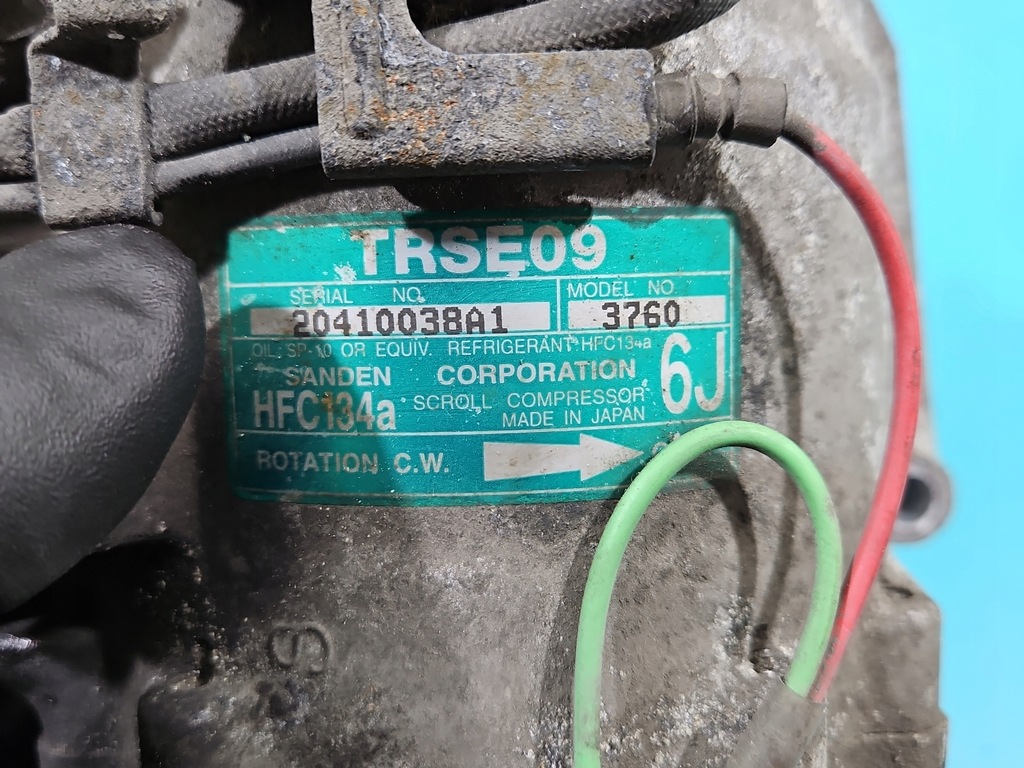 TRSE09
SERIAL NO. MODEL NO.
20410038A1 3760
OIL: SP-10 OR EQUIV. REFRIGERANT HFC134a
SANDEN CORPORATION 6J
HFC134a SCROLL COMPRESSOR
MADE IN JAPAN
ROTATION C.W.
8